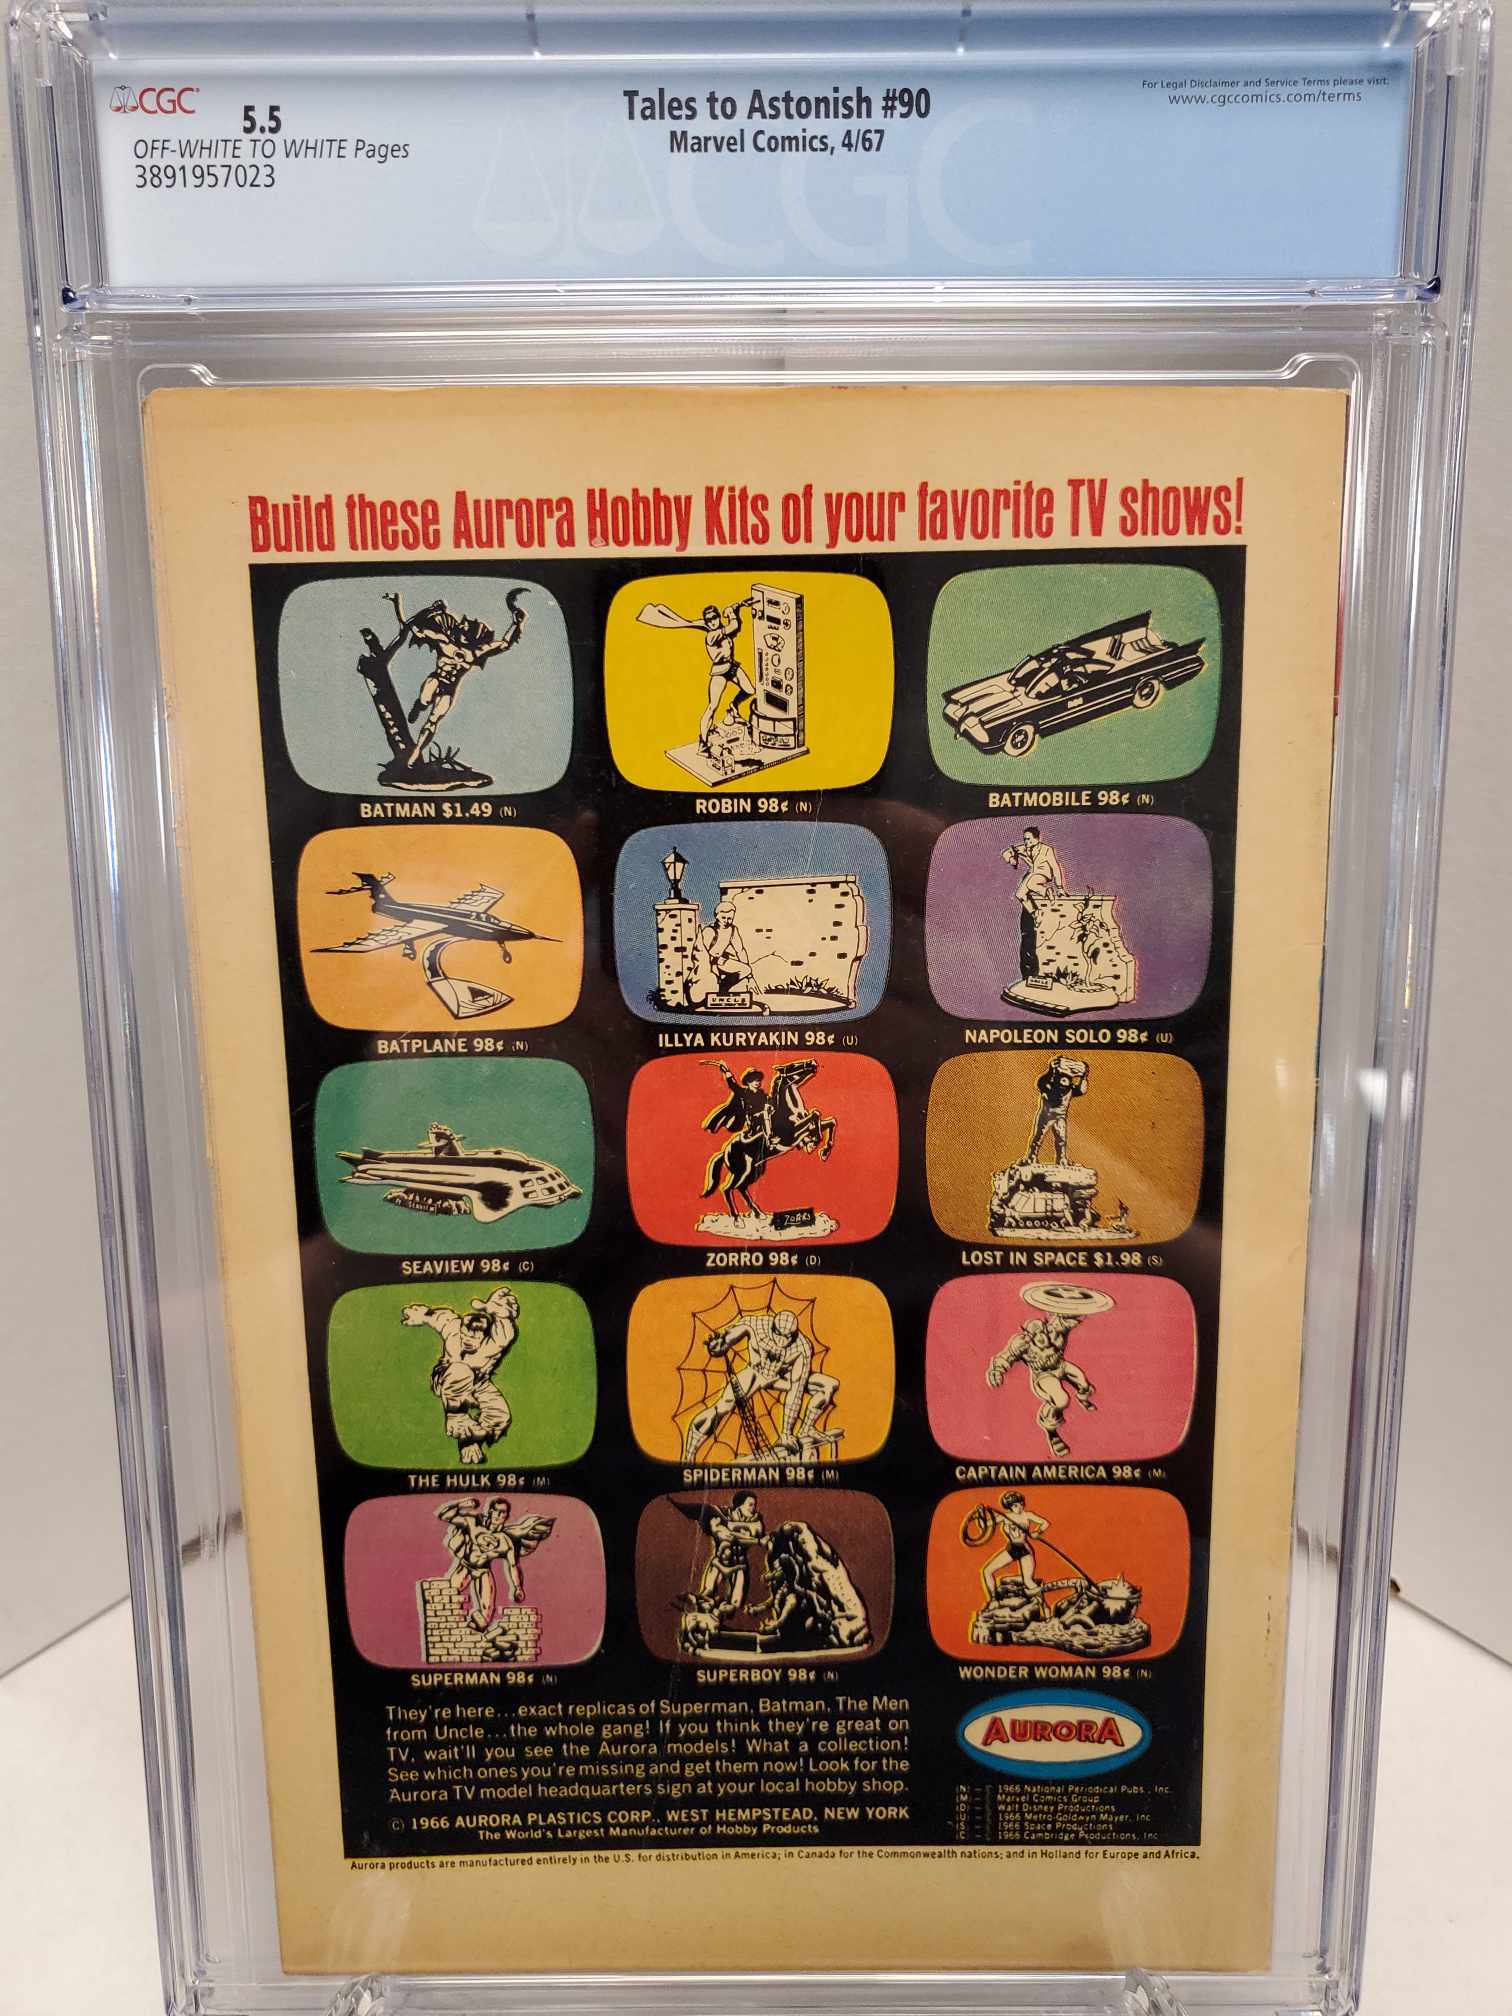 CGC
5.5
OFF-WHITE TO WHITE Pages
3891957023
Tales to Astonish #90
Marvel Comics, 4/67
For Legal Disclaimer and Service Terms please visit:
www.cgccomics.com/terms
CGC
Build these Aurora Hobby Kits of your favorite TV shows!
BATMAN $1.49 (N)
ROBIN 98¢ (N)
BATMOBILE 98¢ (N)
BATPLANE 98¢ (N)
UNCLE
ILLYA KURYAKIN 98¢ (U)
UNCLE
NAPOLEON SOLO 98¢ (U)
SEAVIEW 98¢ (C)
ZORRO
ZORRO 98¢ (D)
LOST IN SPACE $1.98 (S)
THE HULK 98¢ (M)
SPIDERMAN 98¢ (M)
CAPTAIN AMERICA 98¢ (M)
SUPERMAN 98¢ (N)
SUPERBOY 98¢ (N)
WONDER WOMAN 98¢ (N)
They're here...exact replicas of Superman, Batman, The Men
from Uncle...the whole gang! If you think they're great on
TV, wait'll you see the Aurora models! What a collection!
See which ones you're missing and get them now! Look for the
Aurora TV model headquarters sign at your local hobby shop.
© 1966 AURORA PLASTICS CORP., WEST HEMPSTEAD, NEW YORK
The World's Largest Manufacturer of Hobby Products
AURORA
(N) — © 1966 National Periodical Pubs., Inc.
(M) — © Marvel Comics Group
(D) — © Walt Disney Productions
(U) — © 1966 Metro-Goldwyn Mayer, Inc
(S) — © 1966 Space Productions
(C) — © 1966 Cambridge Productions, Inc
Aurora products are manufactured entirely in the U.S. for distribution in America; in Canada for the Commonwealth nations; and in Holland for Europe and Africa.